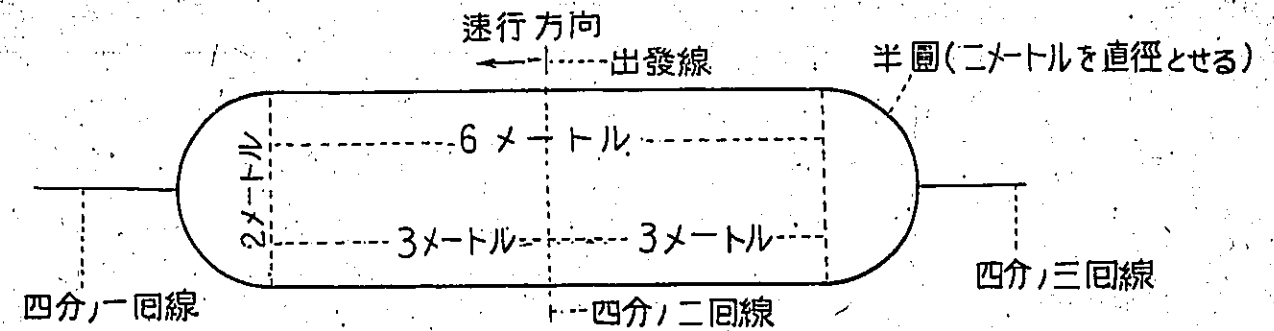 速行方向
出發線
半圓(二メートルを直徑とせる)
6メートル
2メートル
3メートル
3メートル
四分ノ一回線
四分ノ二回線
四分ノ三回線